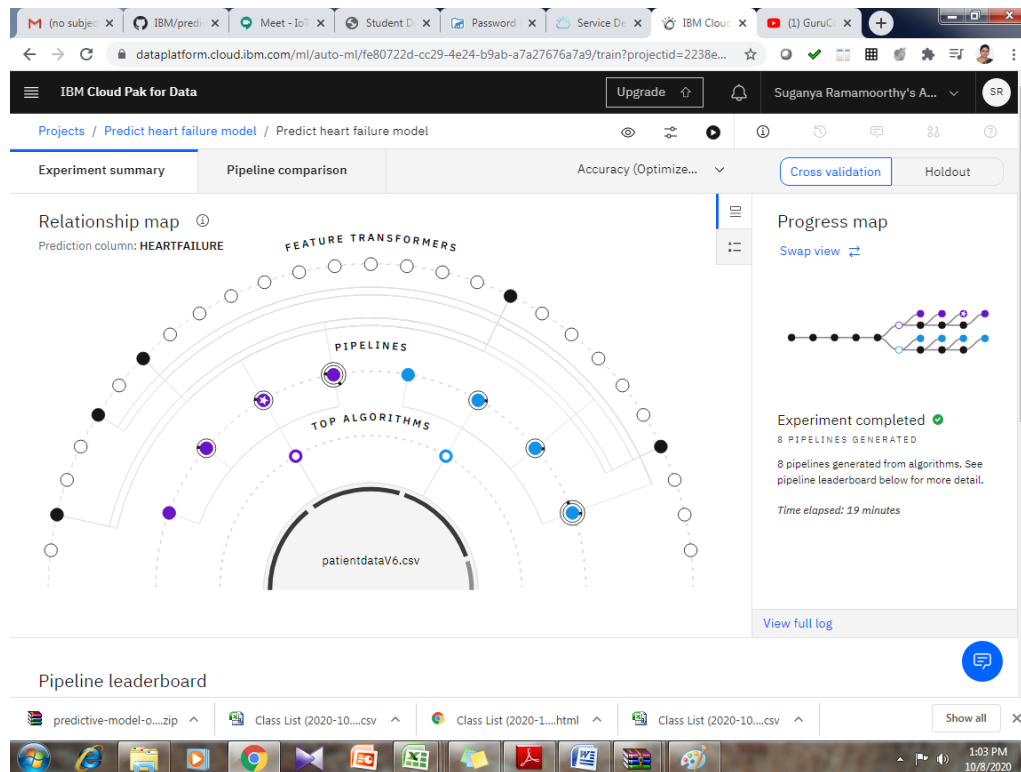 (no subjec
IBM/predi
Meet - IoT
Student D
Password
Service De
IBM Cloud
(1) GuruC
dataplatform.cloud.ibm.com/ml/auto-ml/fe80722d-cc29-4e24-b9ab-a7a27676a7a9/train?projectid=2238e...
IBM Cloud Pak for Data
Upgrade
Suganya Ramamoorthy's A...
SR
Projects / Predict heart failure model / Predict heart failure model
Experiment summary
Pipeline comparison
Accuracy (Optimize...
Cross validation
Holdout
Relationship map
Prediction column: HEARTFAILURE
FEATURE TRANSFORMERS
PIPELINES
TOP ALGORITHMS
patientdataV6.csv
Progress map
Swap view
Experiment completed
8 PIPELINES GENERATED
8 pipelines generated from algorithms. See
pipeline leaderboard below for more detail.
Time elapsed: 19 minutes
View full log
Pipeline leaderboard
predictive-model-o....zip
Class List (2020-10....csv
Class List (2020-1....html
Class List (2020-10....csv
Show all
1:03 PM
10/8/2020